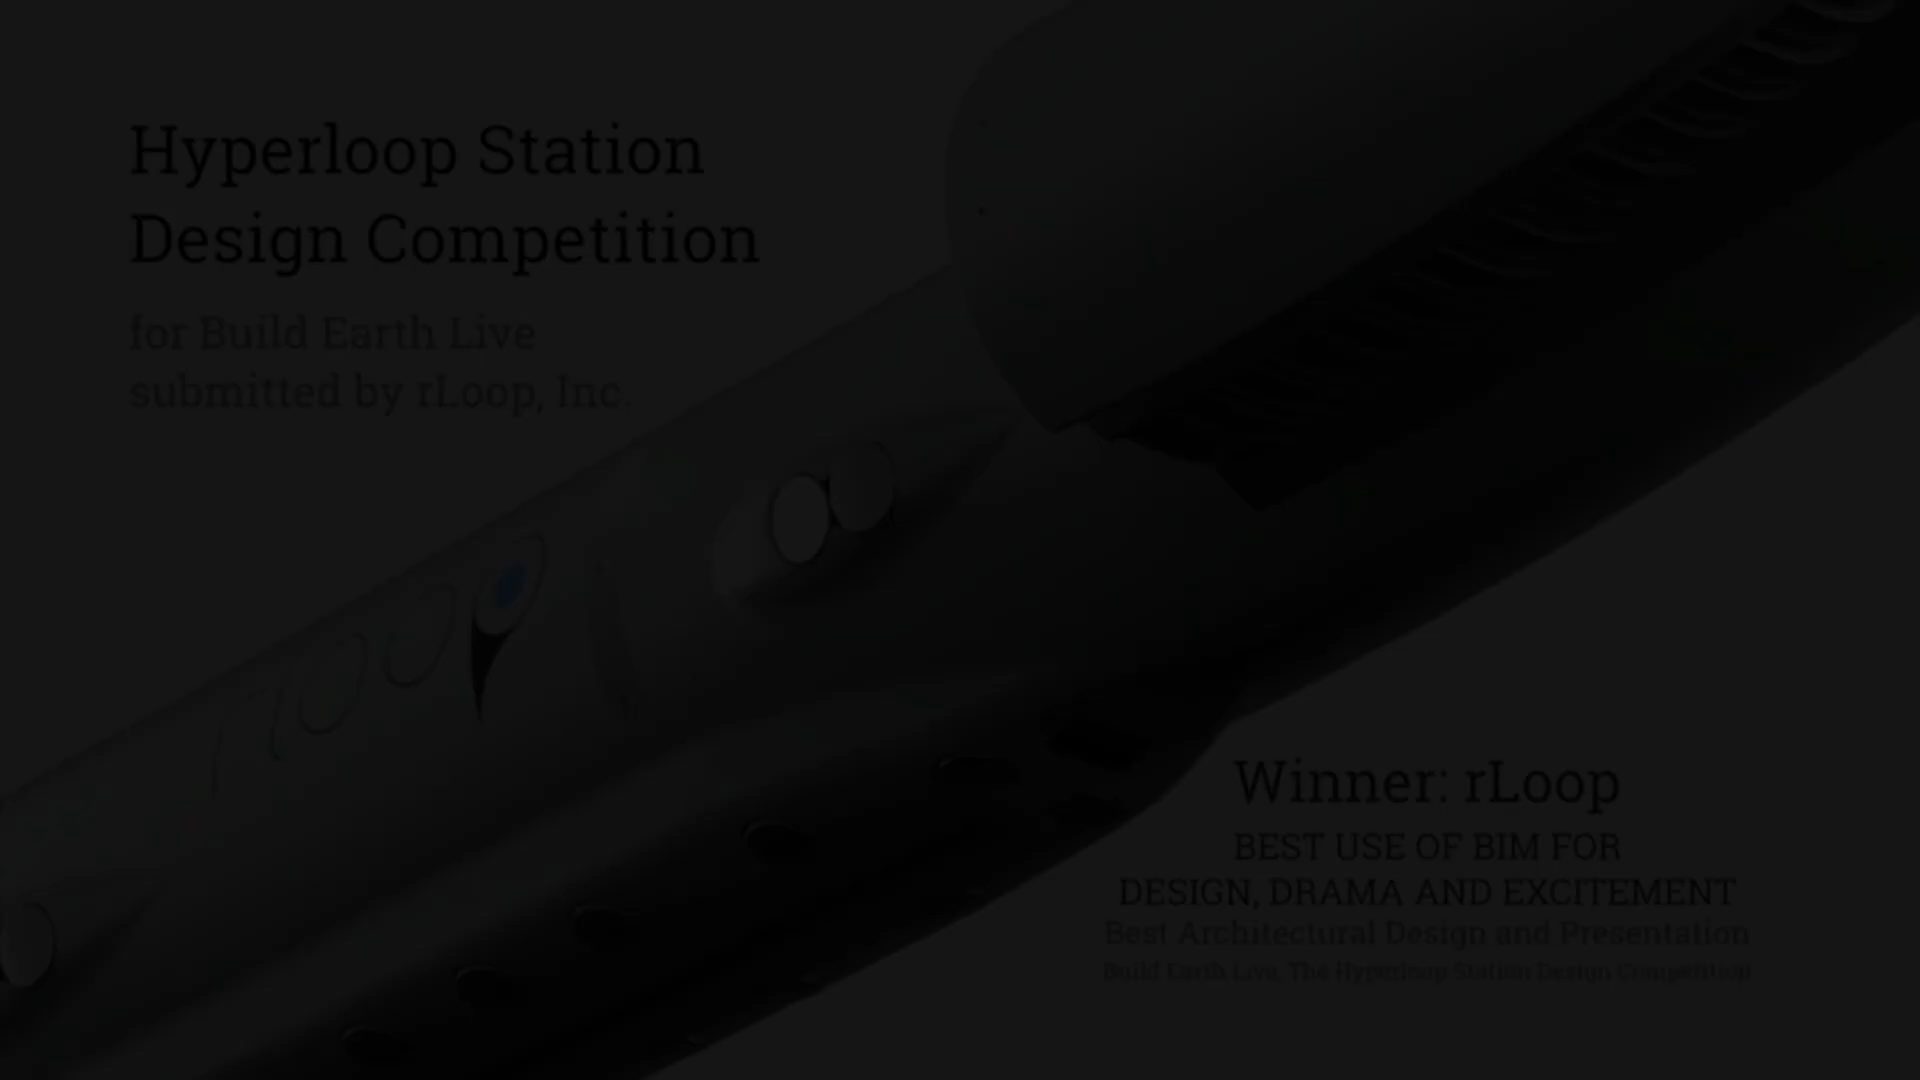 Hyperloop Station
Design Competition
for Build Earth Live
submitted by rLoop, Inc.
rloop
Winner: rLoop
BEST USE OF BIM FOR
DESIGN, DRAMA AND EXCITEMENT
Best Architectural Design and Presentation
Build Earth Live, The Hyperloop Station Design Competition